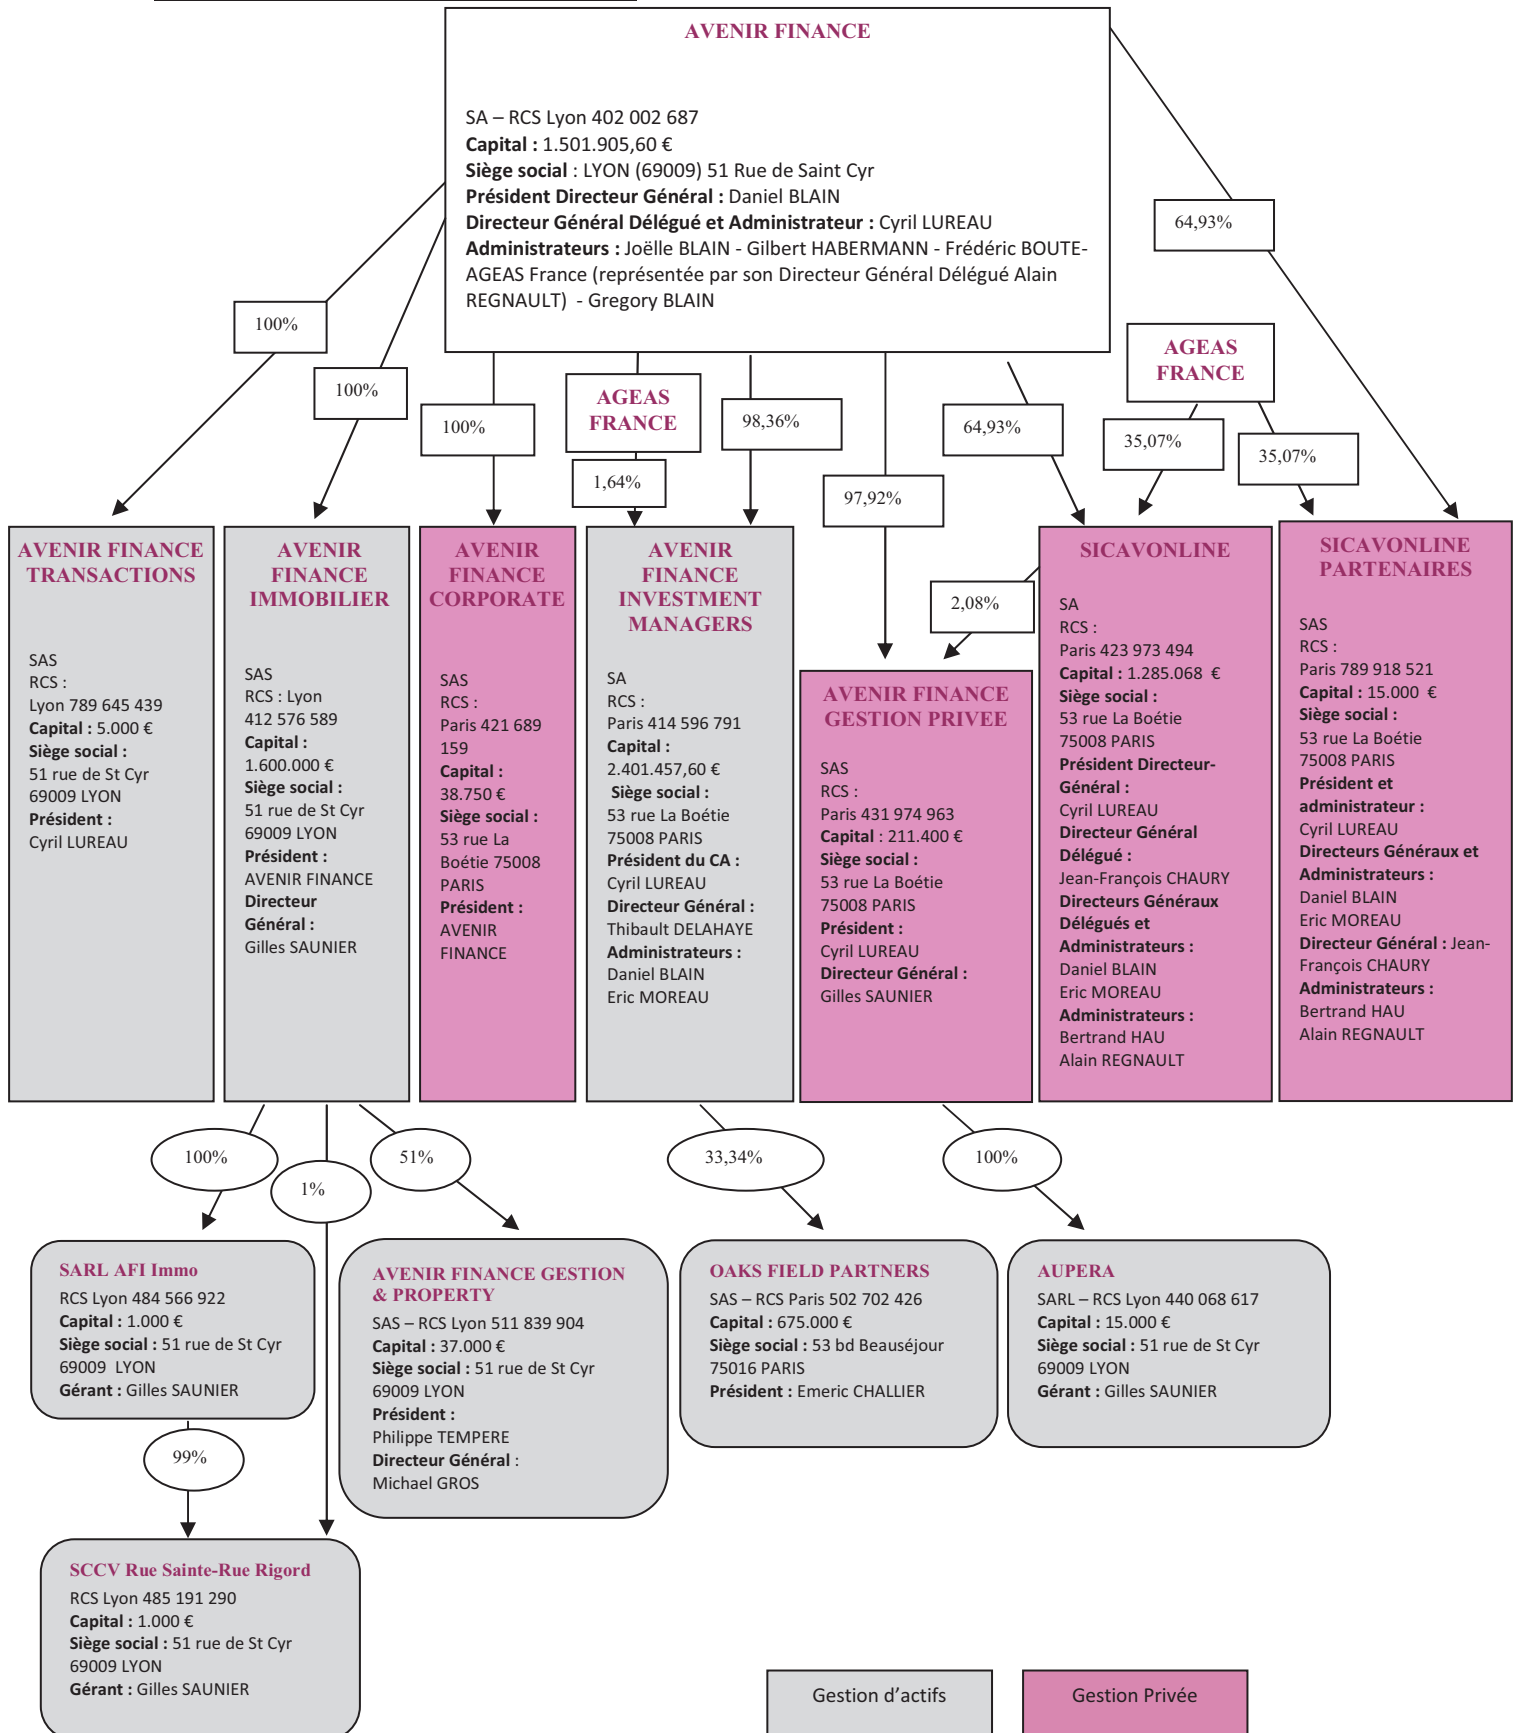 AVENIR FINANCE
SA – RCS Lyon 402 002 687
Capital : 1.501.905,60 €
Siège social : LYON (69009) 51 Rue de Saint Cyr
Président Directeur Général : Daniel BLAIN
Directeur Général Délégué et Administrateur : Cyril LUREAU
Administrateurs : Joëlle BLAIN - Gilbert HABERMANN - Frédéric BOUTE-
AGEAS France (représentée par son Directeur Général Délégué Alain
REGNAULT)  - Gregory BLAIN
64,93%
100%
100%
100%
AGEAS
FRANCE
1,64%
98,36%
97,92%
64,93%
AGEAS
FRANCE
35,07%
35,07%
2,08%
AVENIR FINANCE
TRANSACTIONS
SAS
RCS :
Lyon 789 645 439
Capital : 5.000 €
Siège social :
51 rue de St Cyr
69009 LYON
Président :
Cyril LUREAU
AVENIR
FINANCE
IMMOBILIER
SAS
RCS : Lyon
412 576 589
Capital :
1.600.000 €
Siège social :
51 rue de St Cyr
69009 LYON
Président :
AVENIR FINANCE
Directeur
Général :
Gilles SAUNIER
AVENIR
FINANCE
CORPORATE
SAS
RCS :
Paris 421 689
159
Capital :
38.750 €
Siège social :
53 rue La
Boétie 75008
PARIS
Président :
AVENIR
FINANCE
AVENIR
FINANCE
INVESTMENT
MANAGERS
SA
RCS :
Paris 414 596 791
Capital :
2.401.457,60 €
Siège social :
53 rue La Boétie
75008 PARIS
Président du CA :
Cyril LUREAU
Directeur Général :
Thibault DELAHAYE
Administrateurs :
Daniel BLAIN
Eric MOREAU
AVENIR FINANCE
GESTION PRIVEE
SAS
RCS :
Paris 431 974 963
Capital : 211.400 €
Siège social :
53 rue La Boétie
75008 PARIS
Président :
Cyril LUREAU
Directeur Général :
Gilles SAUNIER
SICAVONLINE
SA
RCS :
Paris 423 973 494
Capital : 1.285.068  €
Siège social :
53 rue La Boétie
75008 PARIS
Président Directeur-
Général :
Cyril LUREAU
Directeur Général
Délégué :
Jean-François CHAURY
Directeurs Généraux
Délégués et
Administrateurs :
Daniel BLAIN
Eric MOREAU
Administrateurs :
Bertrand HAU
Alain REGNAULT
SICAVONLINE
PARTENAIRES
SAS
RCS :
Paris 789 918 521
Capital : 15.000  €
Siège social :
53 rue La Boétie
75008 PARIS
Président et
administrateur :
Cyril LUREAU
Directeurs Généraux et
Administrateurs :
Daniel BLAIN
Eric MOREAU
Directeur Général : Jean-
François CHAURY
Administrateurs :
Bertrand HAU
Alain REGNAULT
100%
1%
51%
33,34%
100%
SARL AFI Immo
RCS Lyon 484 566 922
Capital : 1.000 €
Siège social : 51 rue de St Cyr
69009  LYON
Gérant : Gilles SAUNIER
AVENIR FINANCE GESTION
& PROPERTY
SAS – RCS Lyon 511 839 904
Capital : 37.000 €
Siège social : 51 rue de St Cyr
69009 LYON
Président :
Philippe TEMPERE
Directeur Général :
Michael GROS
OAKS FIELD PARTNERS
SAS – RCS Paris 502 702 426
Capital : 675.000 €
Siège social : 53 bd Beauséjour
75016 PARIS
Président : Emeric CHALLIER
AUPERA
SARL – RCS Lyon 440 068 617
Capital : 15.000 €
Siège social : 51 rue de St Cyr
69009 LYON
Gérant : Gilles SAUNIER
99%
SCCV Rue Sainte-Rue Rigord
RCS Lyon 485 191 290
Capital : 1.000 €
Siège social : 51 rue de St Cyr
69009 LYON
Gérant : Gilles SAUNIER
Gestion d’actifs
Gestion Privée